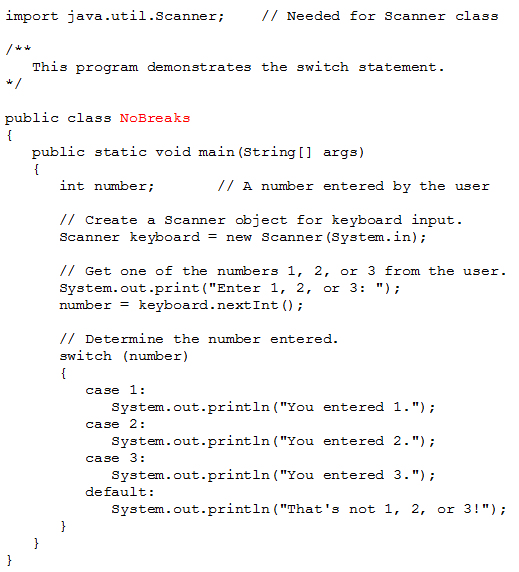 import java.util.Scanner;    // Needed for Scanner class
/**
   This program demonstrates the switch statement.
*/
public class NoBreaks
{
   public static void main(String[] args)
   {
      int number;       // A number entered by the user
      // Create a Scanner object for keyboard input.
      Scanner keyboard = new Scanner(System.in);
      // Get one of the numbers 1, 2, or 3 from the user.
      System.out.print("Enter 1, 2, or 3: ");
      number = keyboard.nextInt();
      // Determine the number entered.
      switch (number)
      {
         case 1:
            System.out.println("You entered 1.");
         case 2:
            System.out.println("You entered 2.");
         case 3:
            System.out.println("You entered 3.");
         default:
            System.out.println("That's not 1, 2, or 3!");
      }
   }
}